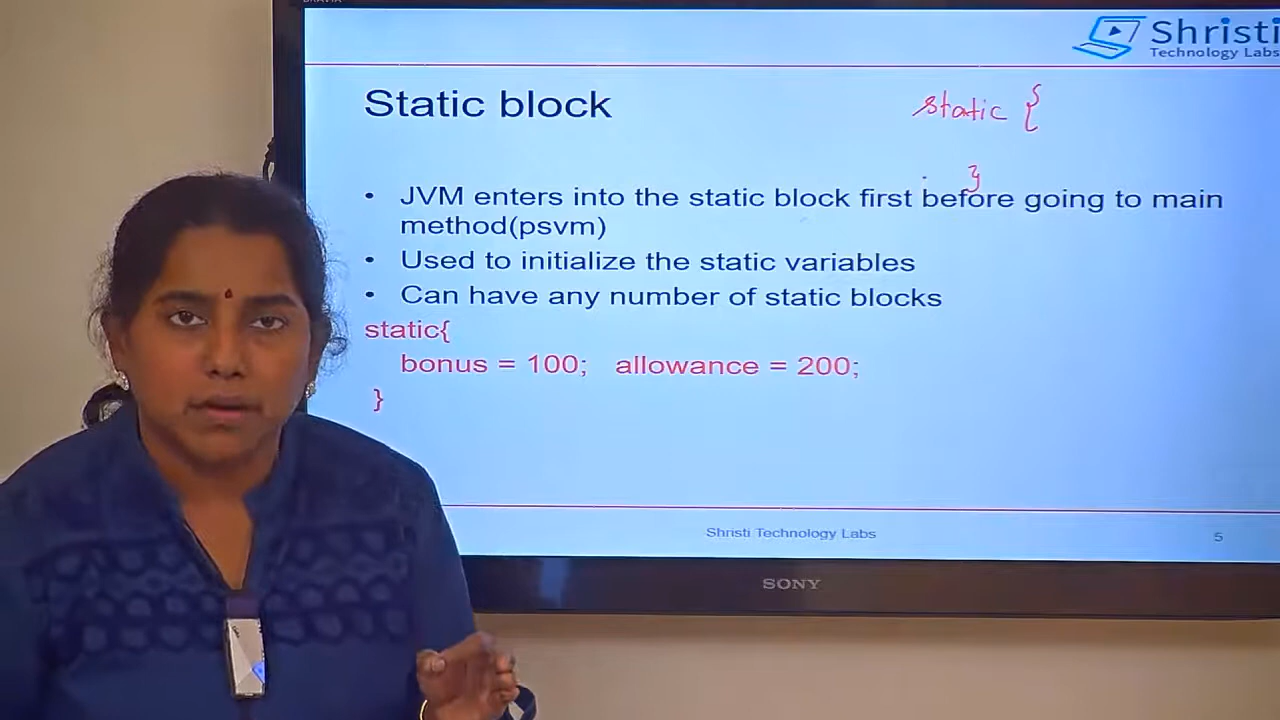 Shristi
Technology Labs
Static block
static {
}
• JVM enters into the static block first before going to main
method(psvm)
• Used to initialize the static variables
• Can have any number of static blocks
static{
bonus = 100; allowance = 200;
}
Shristi Technology Labs
5
SONY